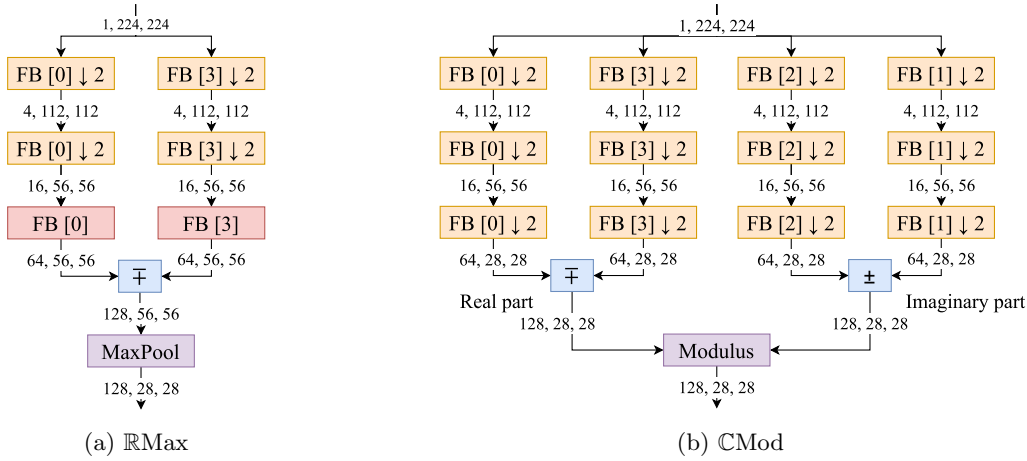 1, 224, 224
FB [0] ↓ 2 FB [3] ↓ 2
4, 112, 112 4, 112, 112
FB [0] ↓ 2 FB [3] ↓ 2
16, 56, 56 16, 56, 56
FB [0] FB [3]
64, 56, 56 64, 56, 56
∓
128, 56, 56
MaxPool
128, 28, 28
(a) ℝMax
1, 224, 224
FB [0] ↓ 2 FB [3] ↓ 2 FB [2] ↓ 2 FB [1] ↓ 2
4, 112, 112 4, 112, 112 4, 112, 112 4, 112, 112
FB [0] ↓ 2 FB [3] ↓ 2 FB [2] ↓ 2 FB [1] ↓ 2
16, 56, 56 16, 56, 56 16, 56, 56 16, 56, 56
FB [0] ↓ 2 FB [3] ↓ 2 FB [2] ↓ 2 FB [1] ↓ 2
64, 28, 28 64, 28, 28 64, 28, 28 64, 28, 28
∓ ±
Real part Imaginary part
128, 28, 28 128, 28, 28
Modulus
128, 28, 28
(b) ℂMod